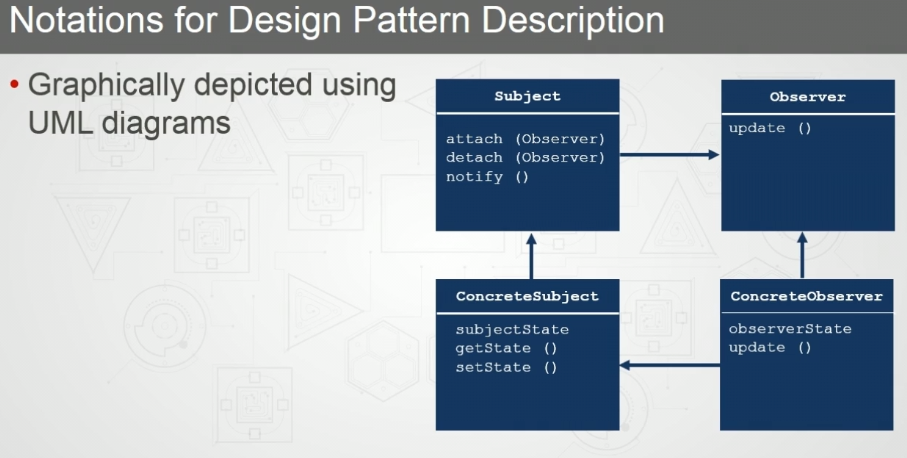 Notations for Design Pattern Description
• Graphically depicted using
UML diagrams
Subject
attach (Observer)
detach (Observer)
notify ()
Observer
update ()
ConcreteSubject
subjectState
getState ()
setState ()
ConcreteObserver
observerState
update ()